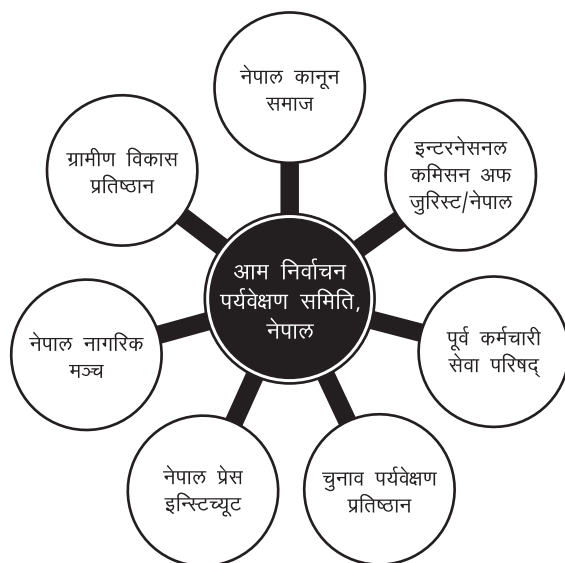 नेपाल कानून
समाज
इन्टरनेसनल
कमिसन अफ
जुरिस्ट/नेपाल
पूर्व कर्मचारी
सेवा परिषद्
चुनाव पर्यवेक्षण
प्रतिष्ठान
नेपाल प्रेस
इन्स्टिच्यूट
नेपाल नागरिक
मञ्च
ग्रामीण विकास
प्रतिष्ठान
आम निर्वाचन
पर्यवेक्षण समिति,
नेपाल